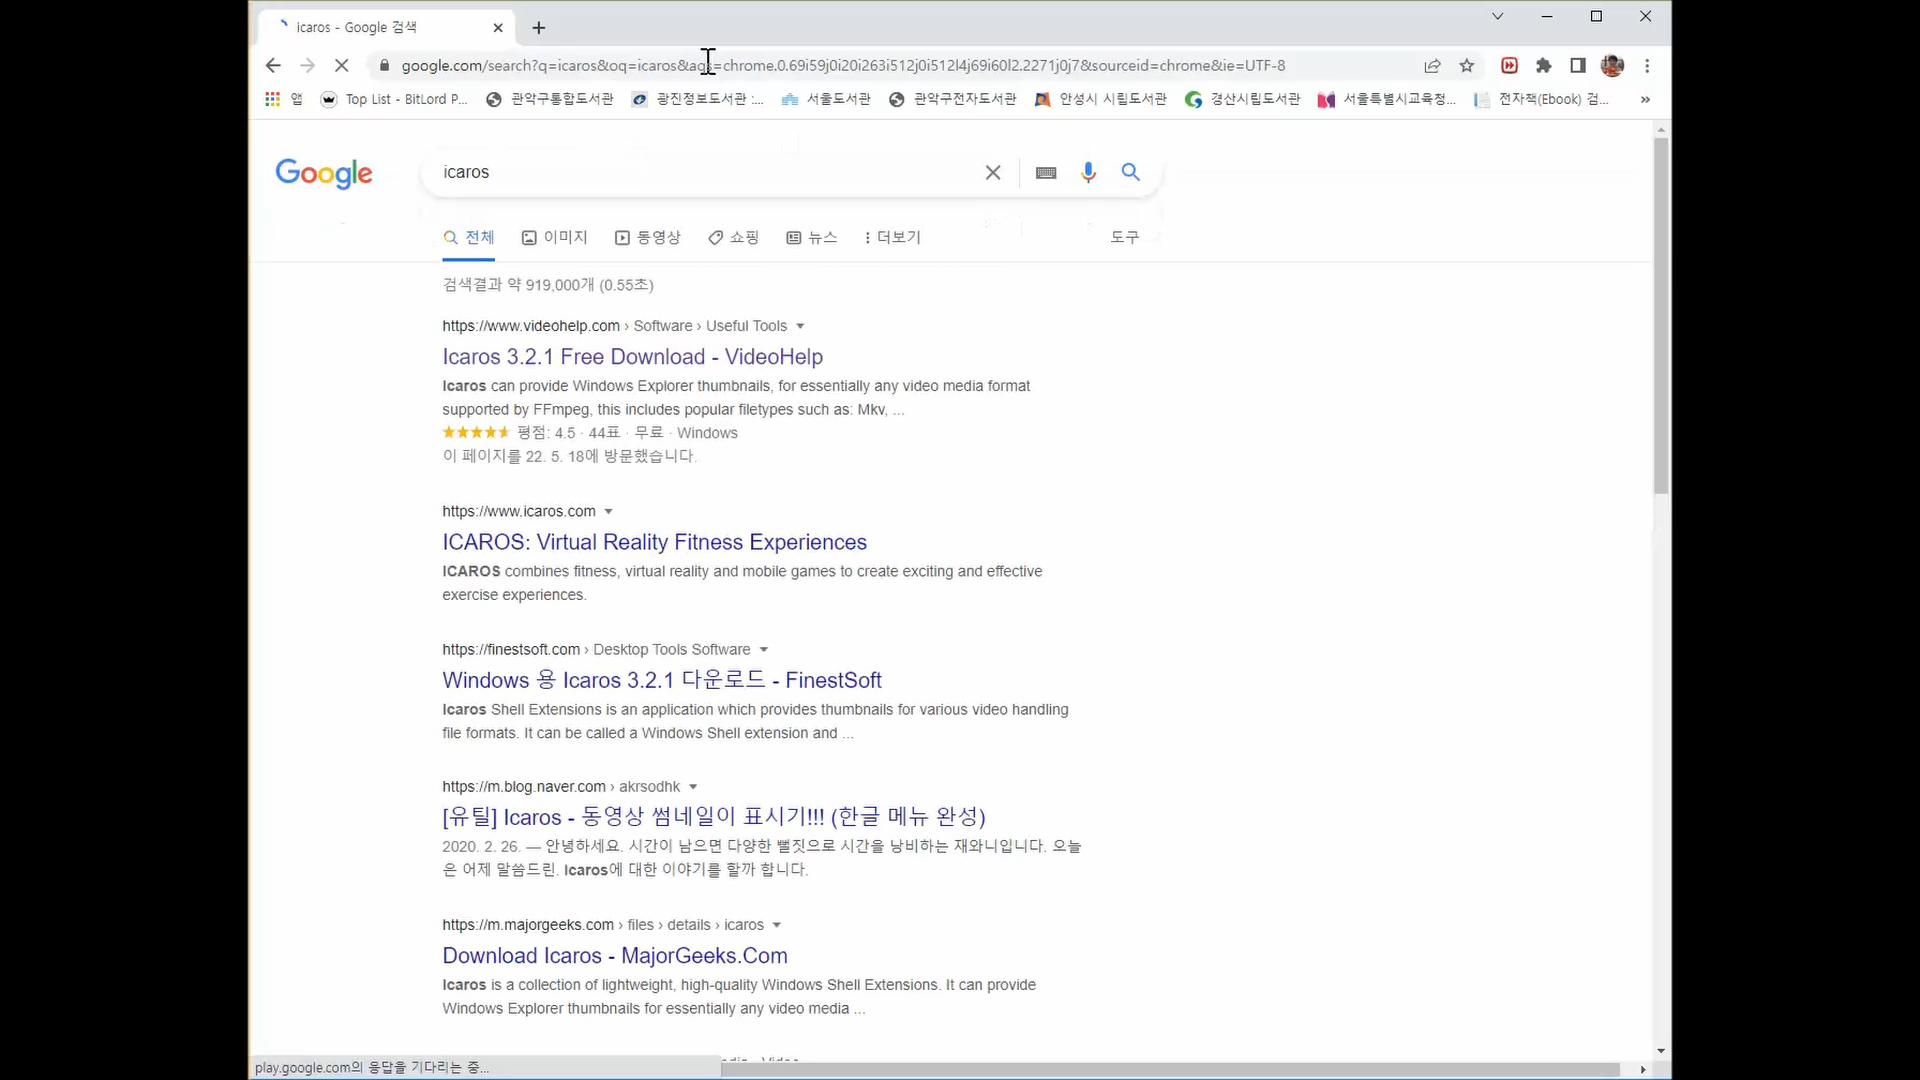 icaros - Google 검색
google.com/search?q=icaros&oq=icaros&aqs=chrome.0.69i59j0i20i263i512j0i512l4j69i60l2.2271j0j7&sourceid=chrome&ie=UTF-8
앱 Top List - BitLord P... 관악구통합도서관 광진정보도서관 :... 서울도서관 관악구전자도서관 안성시 시립도서관 경산시립도서관 서울특별시교육청... 전자책(Ebook) 검... »
Google icaros
전체 이미지 동영상 쇼핑 뉴스 더보기 도구
검색결과 약 919,000개 (0.55초)
https://www.videohelp.com › Software › Useful Tools
Icaros 3.2.1 Free Download - VideoHelp
Icaros can provide Windows Explorer thumbnails, for essentially any video media format
supported by FFmpeg, this includes popular filetypes such as: Mkv, ...
평점: 4.5 · 44표 · 무료 · Windows
이 페이지를 22. 5. 18에 방문했습니다.
https://www.icaros.com
ICAROS: Virtual Reality Fitness Experiences
ICAROS combines fitness, virtual reality and mobile games to create exciting and effective
exercise experiences.
https://finestsoft.com › Desktop Tools Software
Windows 용 Icaros 3.2.1 다운로드 - FinestSoft
Icaros Shell Extensions is an application which provides thumbnails for various video handling
file formats. It can be called a Windows Shell extension and ...
https://m.blog.naver.com › akrsodhk
[유틸] Icaros - 동영상 썸네일이 표시기!!! (한글 메뉴 완성)
2020. 2. 26. — 안녕하세요. 시간이 남으면 다양한 뻘짓으로 시간을 낭비하는 재와니입니다. 오늘
은 어제 말씀드린. Icaros에 대한 이야기를 할까 합니다.
https://m.majorgeeks.com › files › details › icaros
Download Icaros - MajorGeeks.Com
Icaros is a collection of lightweight, high-quality Windows Shell Extensions. It can provide
Windows Explorer thumbnails for essentially any video media ...
play.google.com의 응답을 기다리는 중...